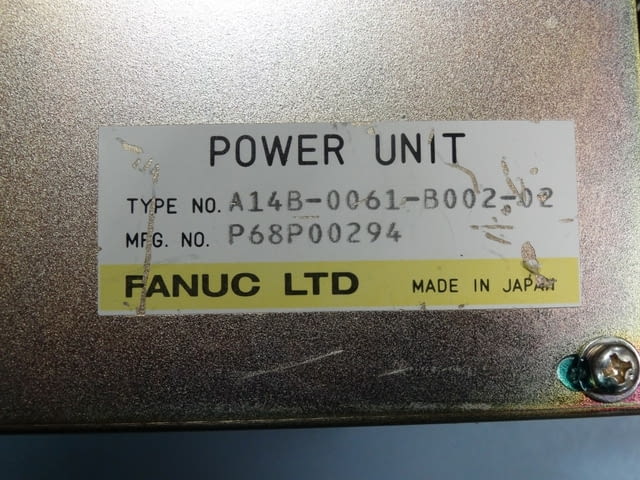 POWER UNIT
TYPE NO. A14B-0061-B002-02
MFG. NO. P68P00294
FANUC LTD MADE IN JAPAN